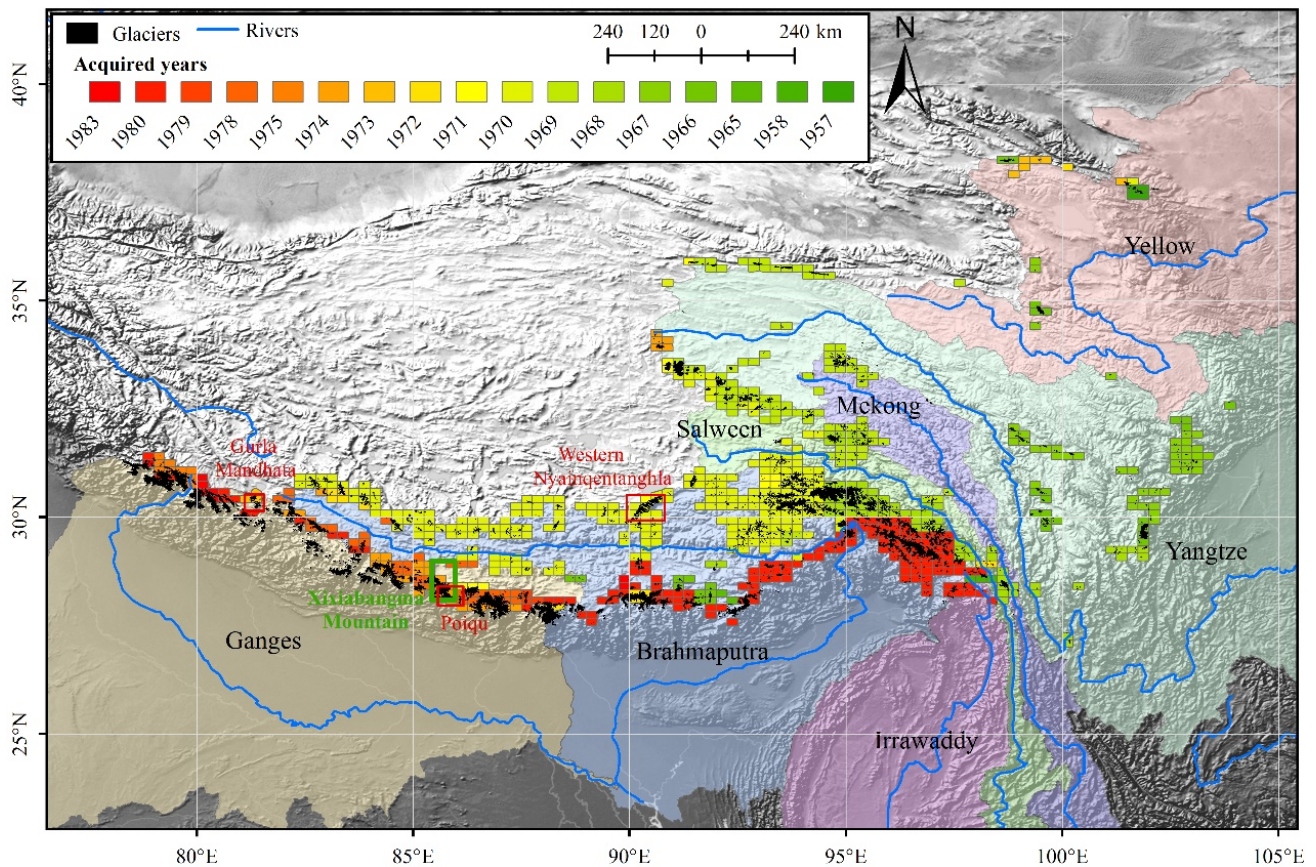 Glaciers
Rivers
240 120 0 240 km
N
Acquired years
1983 1980 1979 1978 1975 1974 1973 1972 1971 1970 1969 1968 1967 1966 1965 1958 1957
40°N
35°N
30°N
25°N
Yellow
Mekong
Salween
Gurla
Mandhata
Western
Nyainqentanghla
Yangtze
Xixiabangma
Mountain
Poiqu
Ganges
Brahmaputra
Irrawaddy
80°E 85°E 90°E 95°E 100°E 105°E